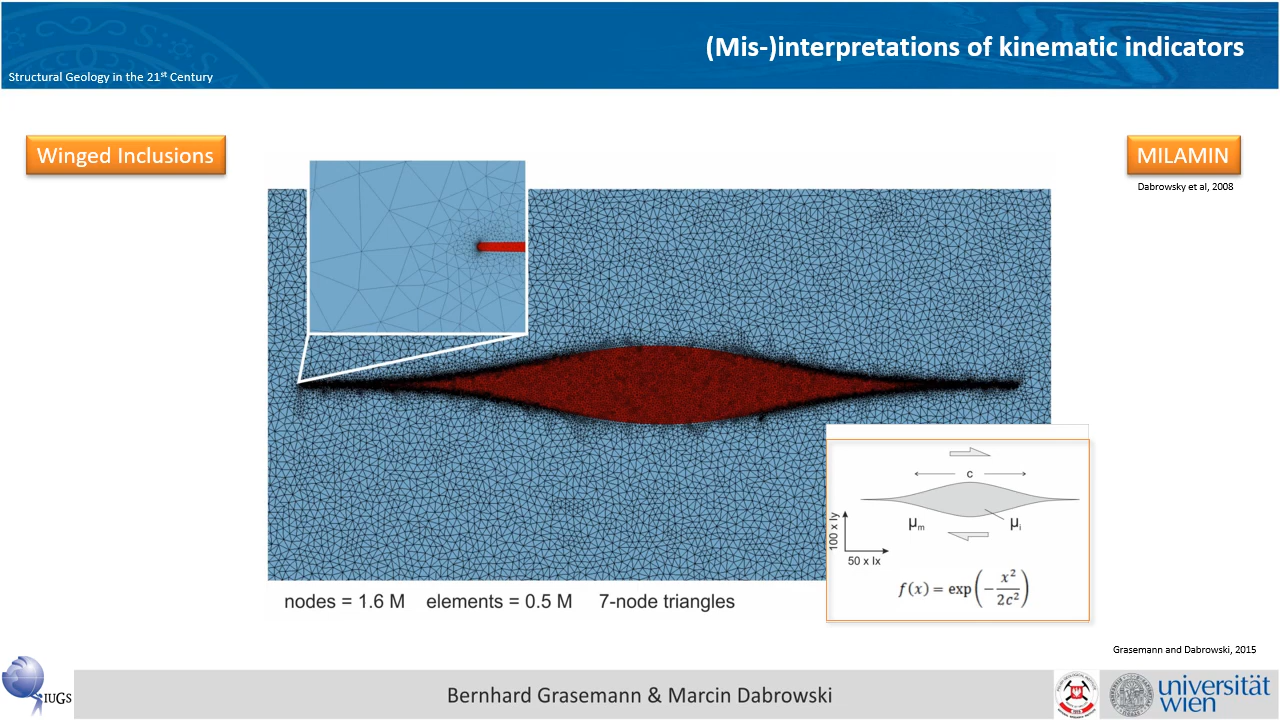 (Mis-)interpretations of kinematic indicators
Structural Geology in the 21st Century
Winged Inclusions
MILAMIN
Dabrowsky et al, 2008
c
μm
μi
100 x Iy
50 x Ix
f(x) = exp(-x²/2c²)
nodes = 1.6 M elements = 0.5 M 7-node triangles
Grasemann and Dabrowski, 2015
IUGS
Bernhard Grasemann & Marcin Dabrowski
universität
wien